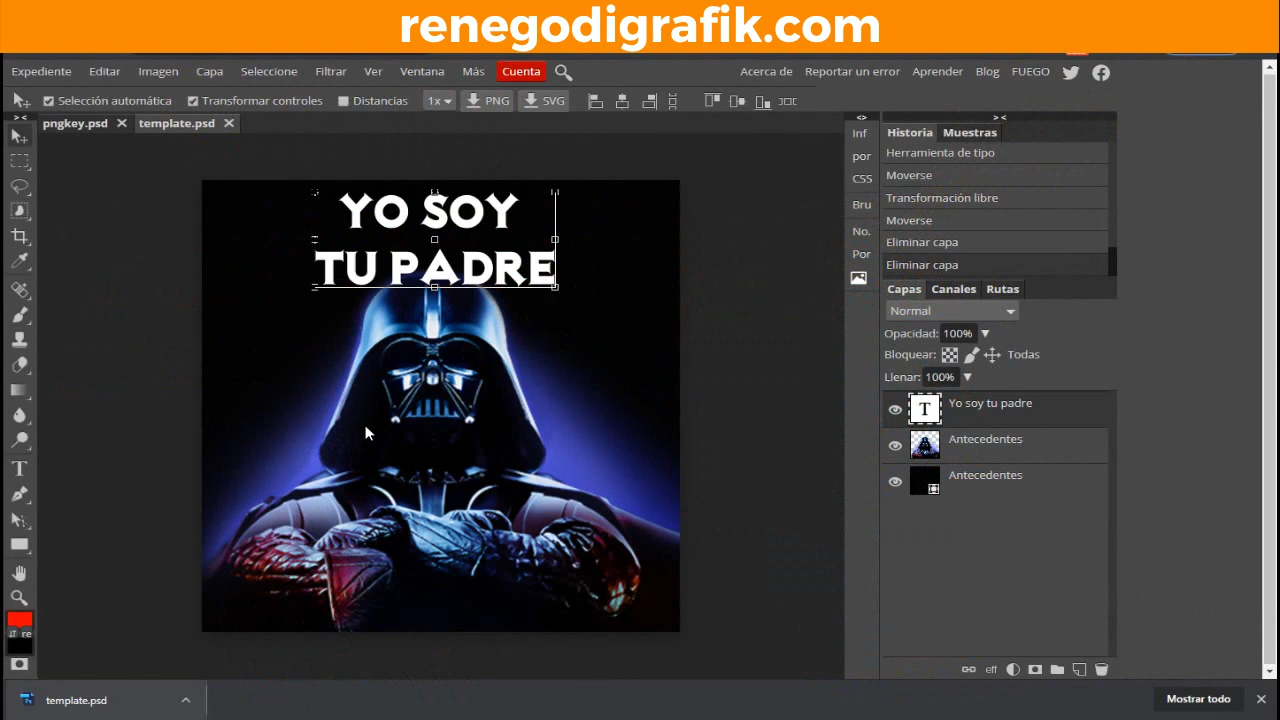 renegodigrafik.com
Expediente Editar Imagen Capa Seleccione Filtrar Ver Ventana Más Cuenta Acerca de Reportar un error Aprender Blog FUEGO
Selección automática Transformar controles Distancias 1x PNG SVG
pngkey.psd template.psd
Inf
por
CSS
Bru
No.
Por
Historia Muestras
Herramienta de tipo
Moverse
Transformación libre
Moverse
Eliminar capa
Eliminar capa
Capas Canales Rutas
Normal
Opacidad: 100%
Bloquear: Todas
Llenar: 100%
T Yo soy tu padre
Antecedentes
Antecedentes
YO SOY
TU PADRE
T
re
eff
template.psd
Mostrar todo